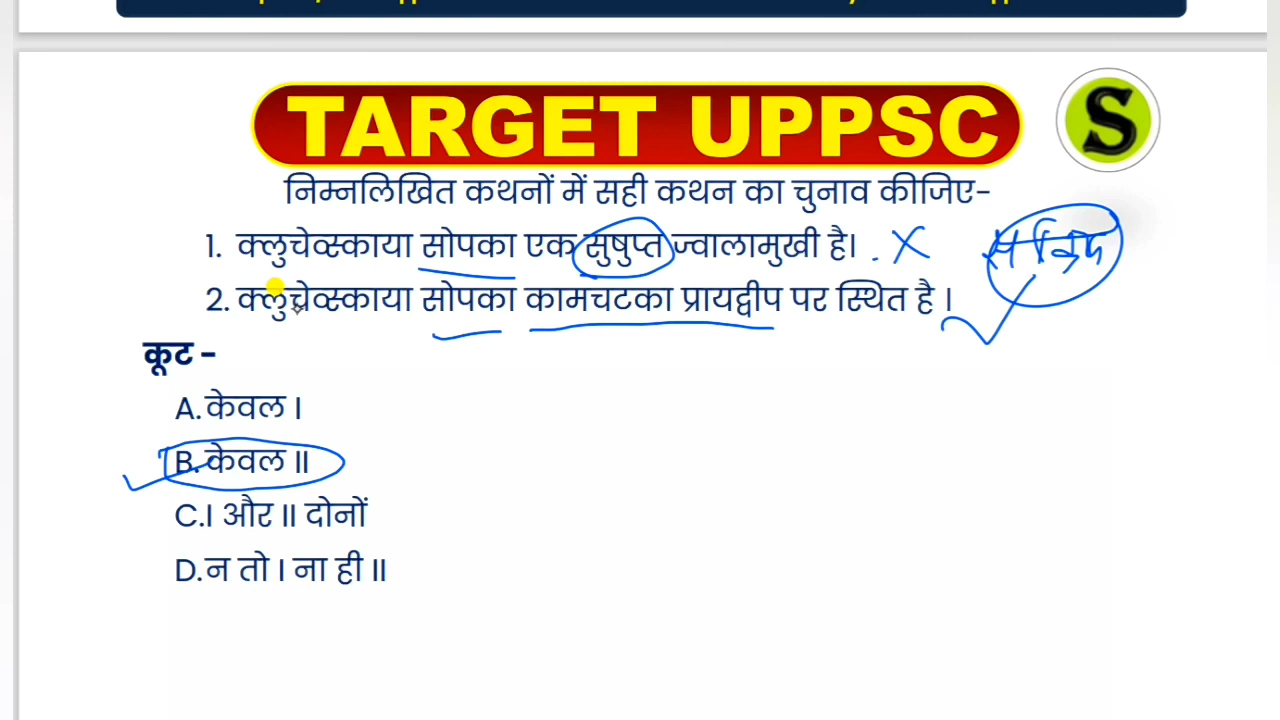 TARGET UPPSC
S
निम्नलिखित कथनों में सही कथन का चुनाव कीजिए-
1. क्लुचेव्स्काया सोपका एक सुषुप्त ज्वालामुखी है।
सक्रिय
2. क्लुचेव्स्काया सोपका कामचटका प्रायद्वीप पर स्थित है ।
कूट -
A. केवल I
B. केवल II
C. I और II दोनों
D. न तो I ना ही II